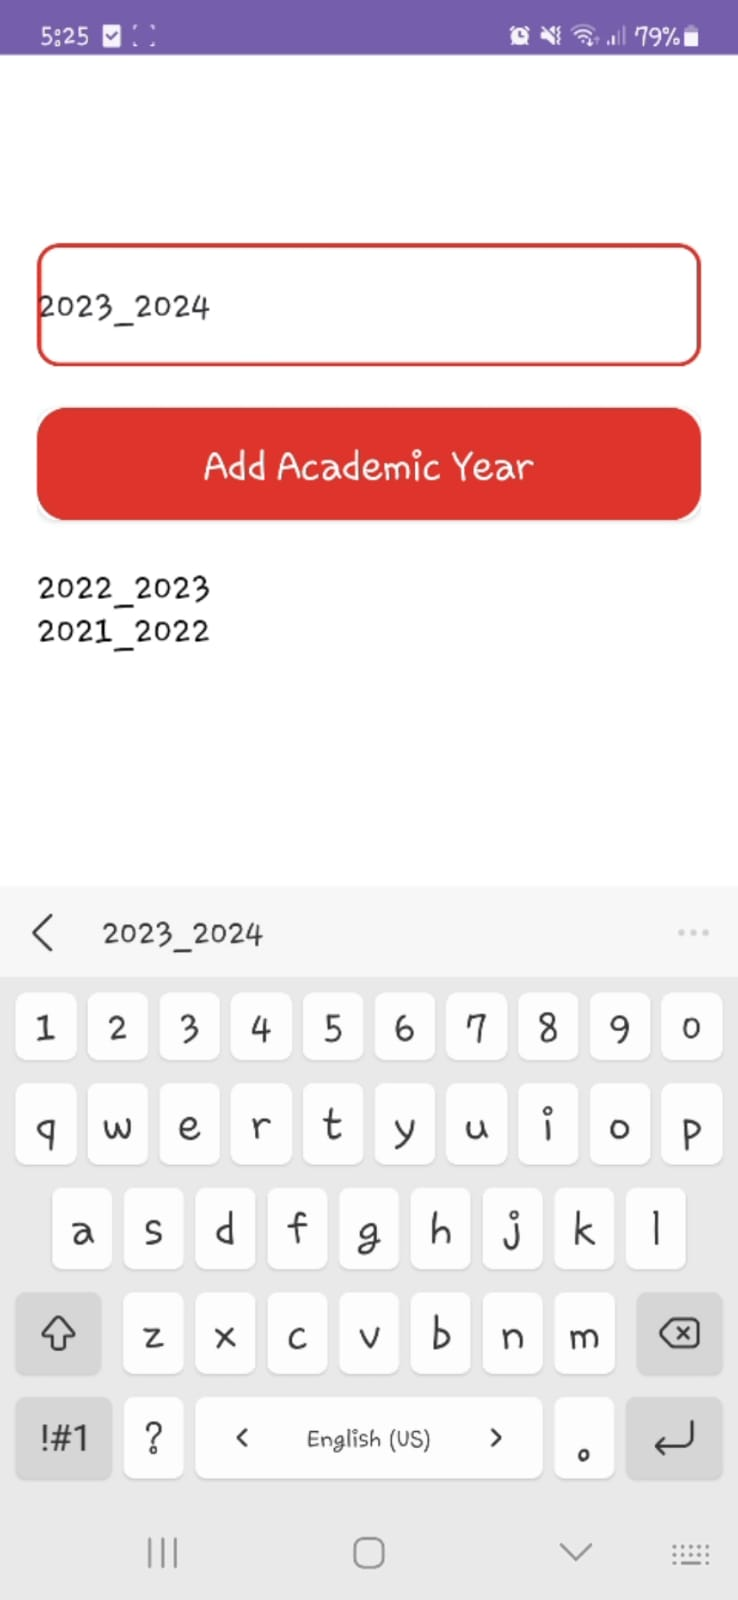 5:25 79%
2023_2024
Add Academic Year
2022_2023
2021_2022
2023_2024
1 2 3 4 5 6 7 8 9 0
q w e r t y u i o p
a s d f g h j k l
z x c v b n m
!#1 ? < English (US) > .